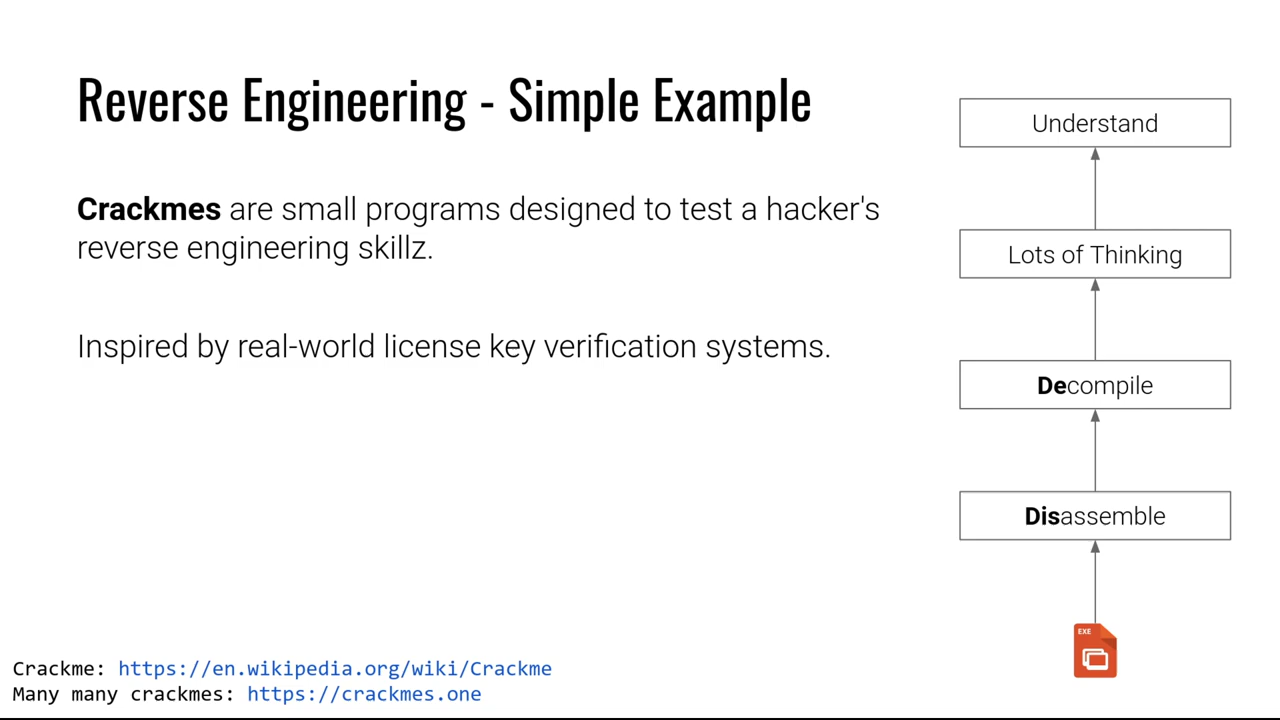 Reverse Engineering - Simple Example
Crackmes are small programs designed to test a hacker's
reverse engineering skillz.
Inspired by real-world license key verification systems.
Understand
Lots of Thinking
Decompile
Disassemble
EXE
Crackme: https://en.wikipedia.org/wiki/Crackme
Many many crackmes: https://crackmes.one